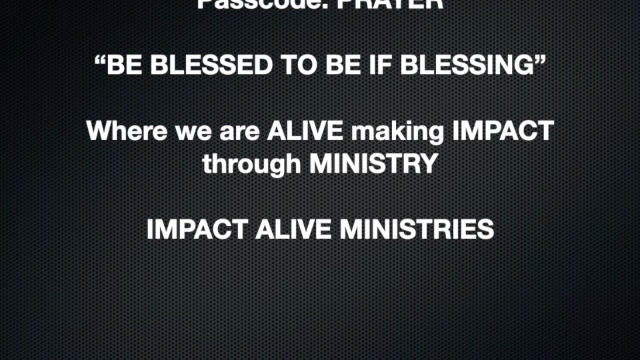 Passcode: PRAYER
“BE BLESSED TO BE IF BLESSING”
Where we are ALIVE making IMPACT
through MINISTRY
IMPACT ALIVE MINISTRIES